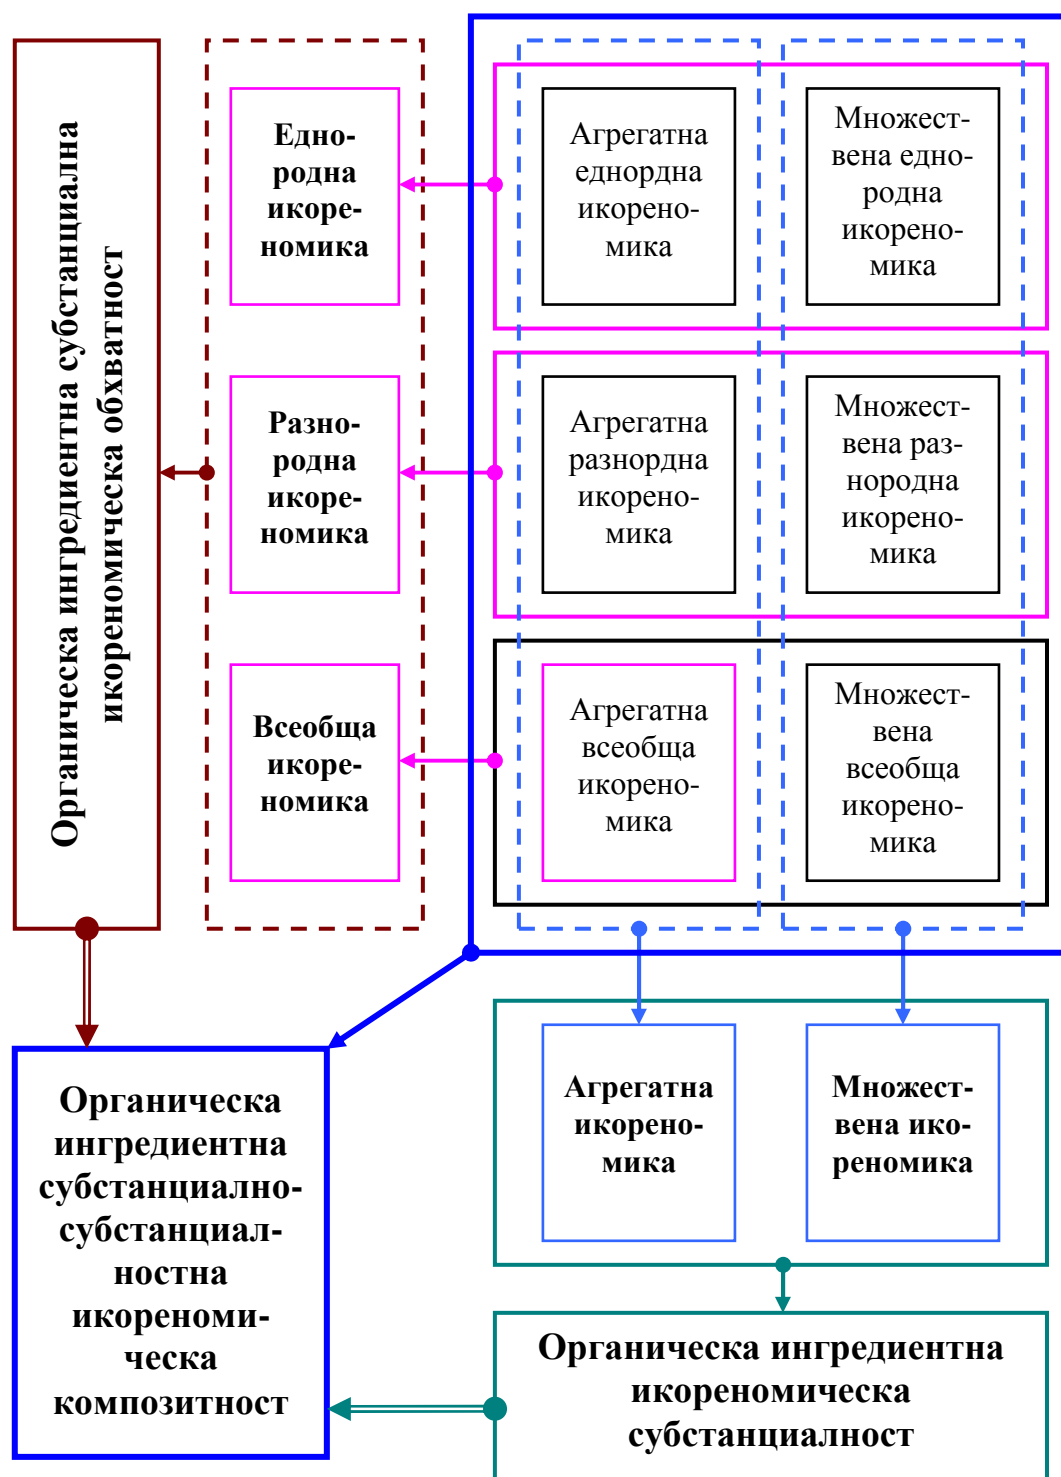 Органическа ингредиентна субстанциална
икореномическа обхватност
Едно-
родна
икоре-
номика
Агрегатна
еднордна
икорено-
мика
Множест-
вена едно-
родна
икорено-
мика
Разно-
родна
икоре-
номика
Агрегатна
разнордна
икорено-
мика
Множест-
вена раз-
нородна
икорено-
мика
Всеобща
икоре-
номика
Агрегатна
всеобща
икорено-
мика
Множест-
вена
всеобща
икорено-
мика
Органическа
ингредиентна
субстанциално-
субстанциал-
ностна
икореноми-
ческа
композитност
Агрегатна
икорено-
мика
Множест-
вена ико-
реномика
Органическа ингредиентна
икореномическа
субстанциалност